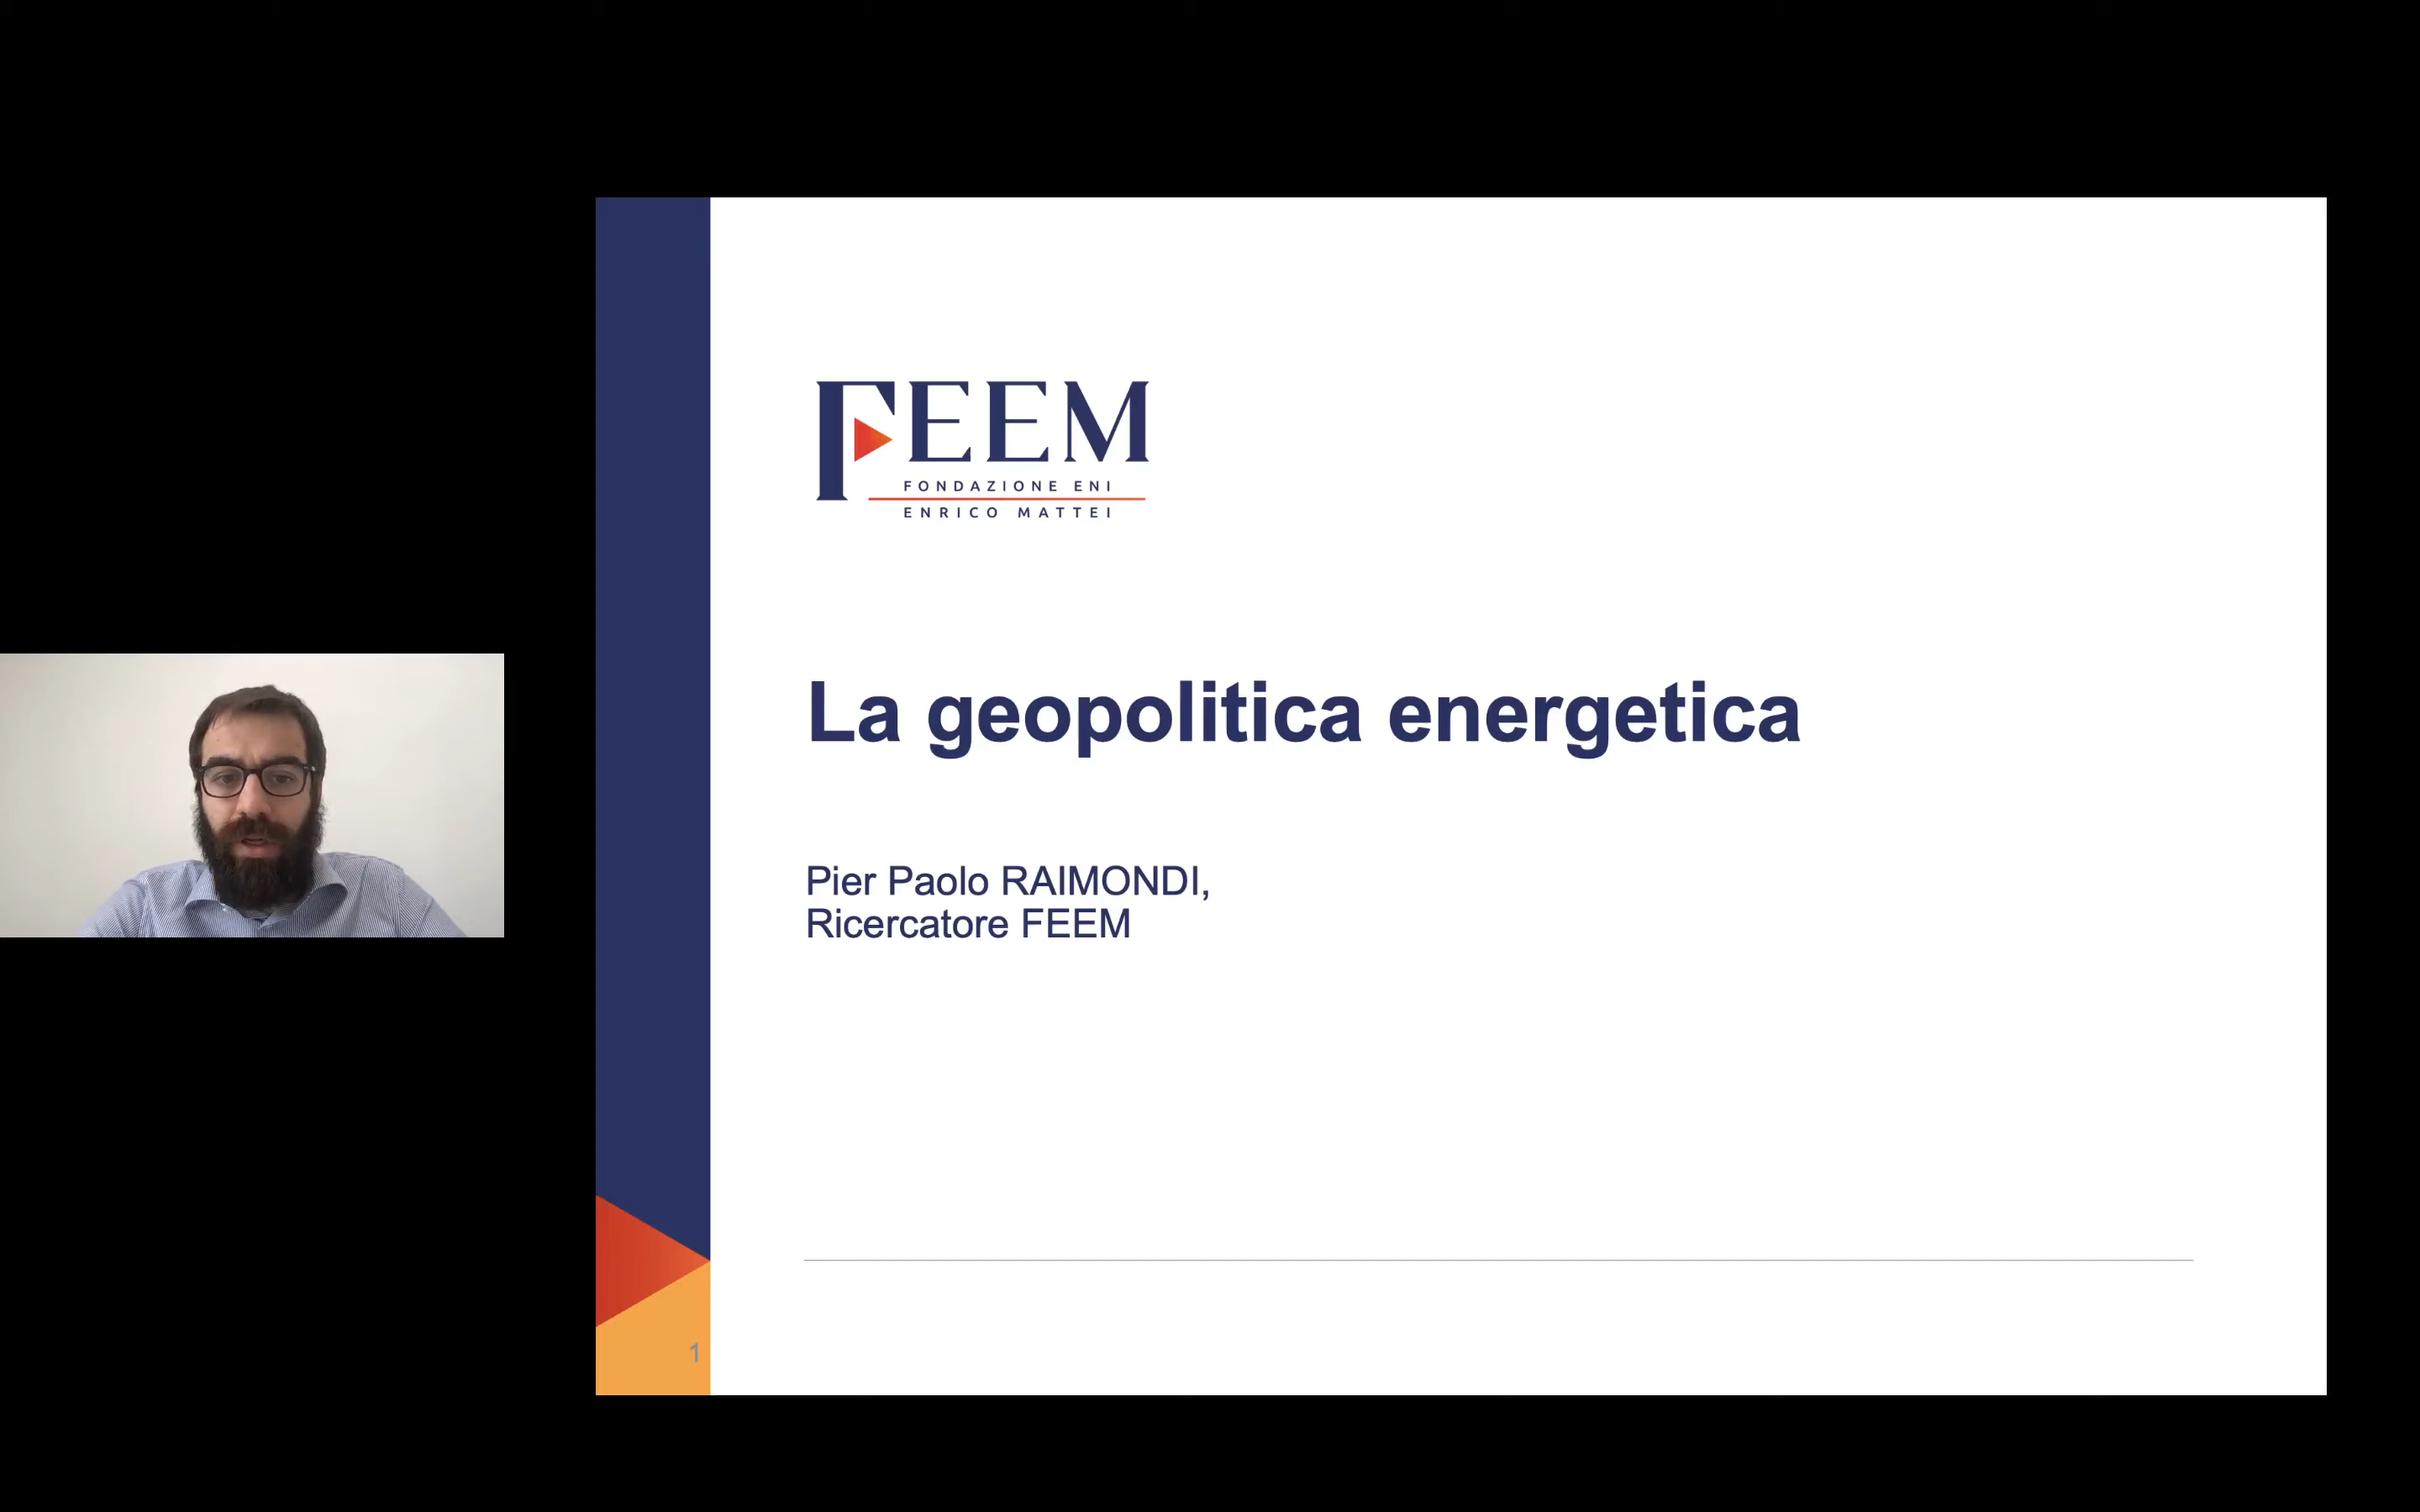 FEEM
FONDAZIONE ENI
ENRICO MATTEI
La geopolitica energetica
Pier Paolo RAIMONDI,
Ricercatore FEEM
1